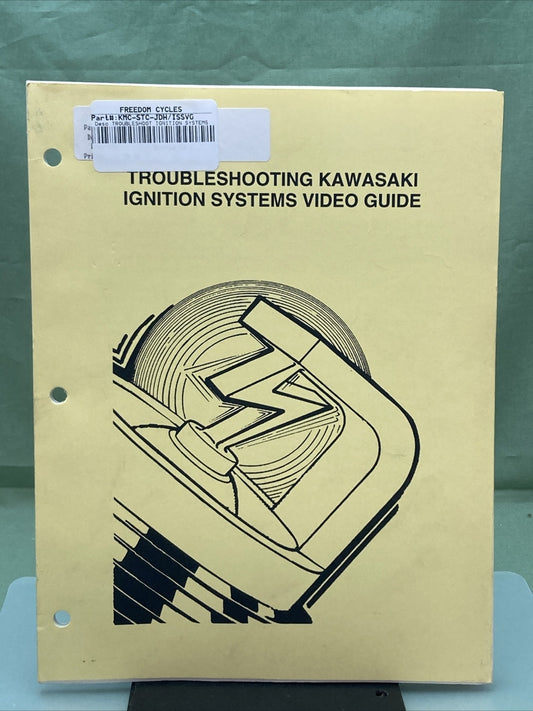 FREEDOM CYCLES
Part#:KMC-STC-JDH/ISSVG
Desc TROUBLESHOOT IGNITION SYSTEMS
TROUBLESHOOTING KAWASAKI
IGNITION SYSTEMS VIDEO GUIDE